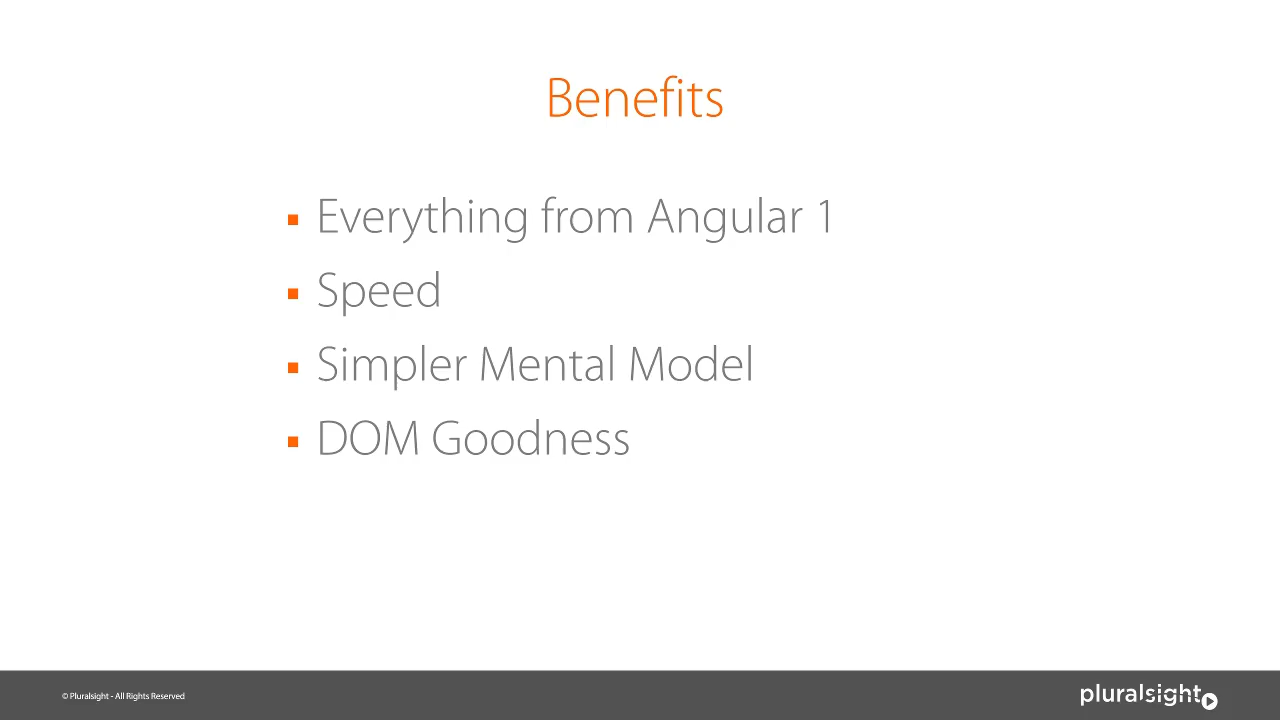 Benefits
Everything from Angular 1
Speed
Simpler Mental Model
DOM Goodness
© Pluralsight - All Rights Reserved
pluralsight